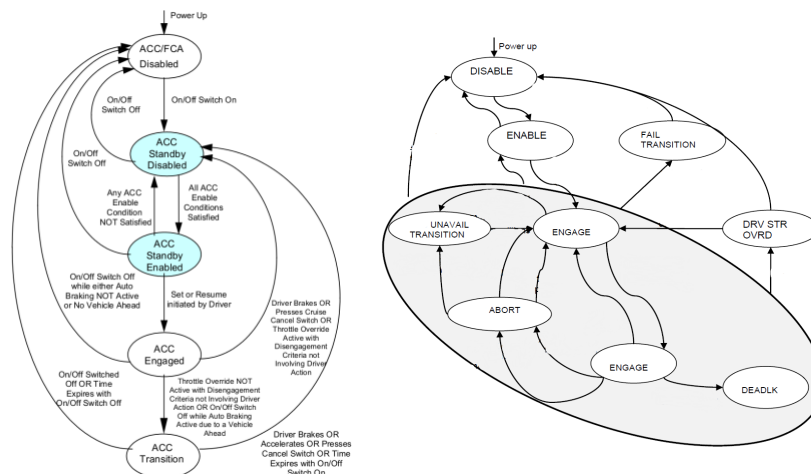 Power Up
ACC/FCA
Disabled
On/Off
Switch Off
On/Off Switch On
ACC
Standby
Disabled
On/Off
Switch Off
Any ACC
Enable
Condition
NOT Satisfied
All ACC
Enable
Conditions
Satisfied
ACC
Standby
Enabled
On/Off Switch Off
while either Auto
Braking NOT Active
or No Vehicle Ahead
Set or Resume
initiated by Driver
Driver Brakes OR
Presses Cruise
Cancel Switch OR
Throttle Override
Active with
Disengagement
Criteria not
Involving Driver
Action
ACC
Engaged
On/Off Switched
Off OR Time
Expires with
On/Off Switch Off
Throttle Override NOT
Active with Disengagement
Criteria not Involving Driver
Action OR On/Off Switch
Off while Auto Braking
Active due to a Vehicle
Ahead
ACC
Transition
Driver Brakes OR
Accelerates OR Presses
Cancel Switch OR Time
Expires with On/Off
Switch On
Power up
DISABLE
ENABLE
FAIL
TRANSITION
UNAVAIL
TRANSITION
ENGAGE
DRV STR
OVRD
ABORT
ENGAGE
DEADLK